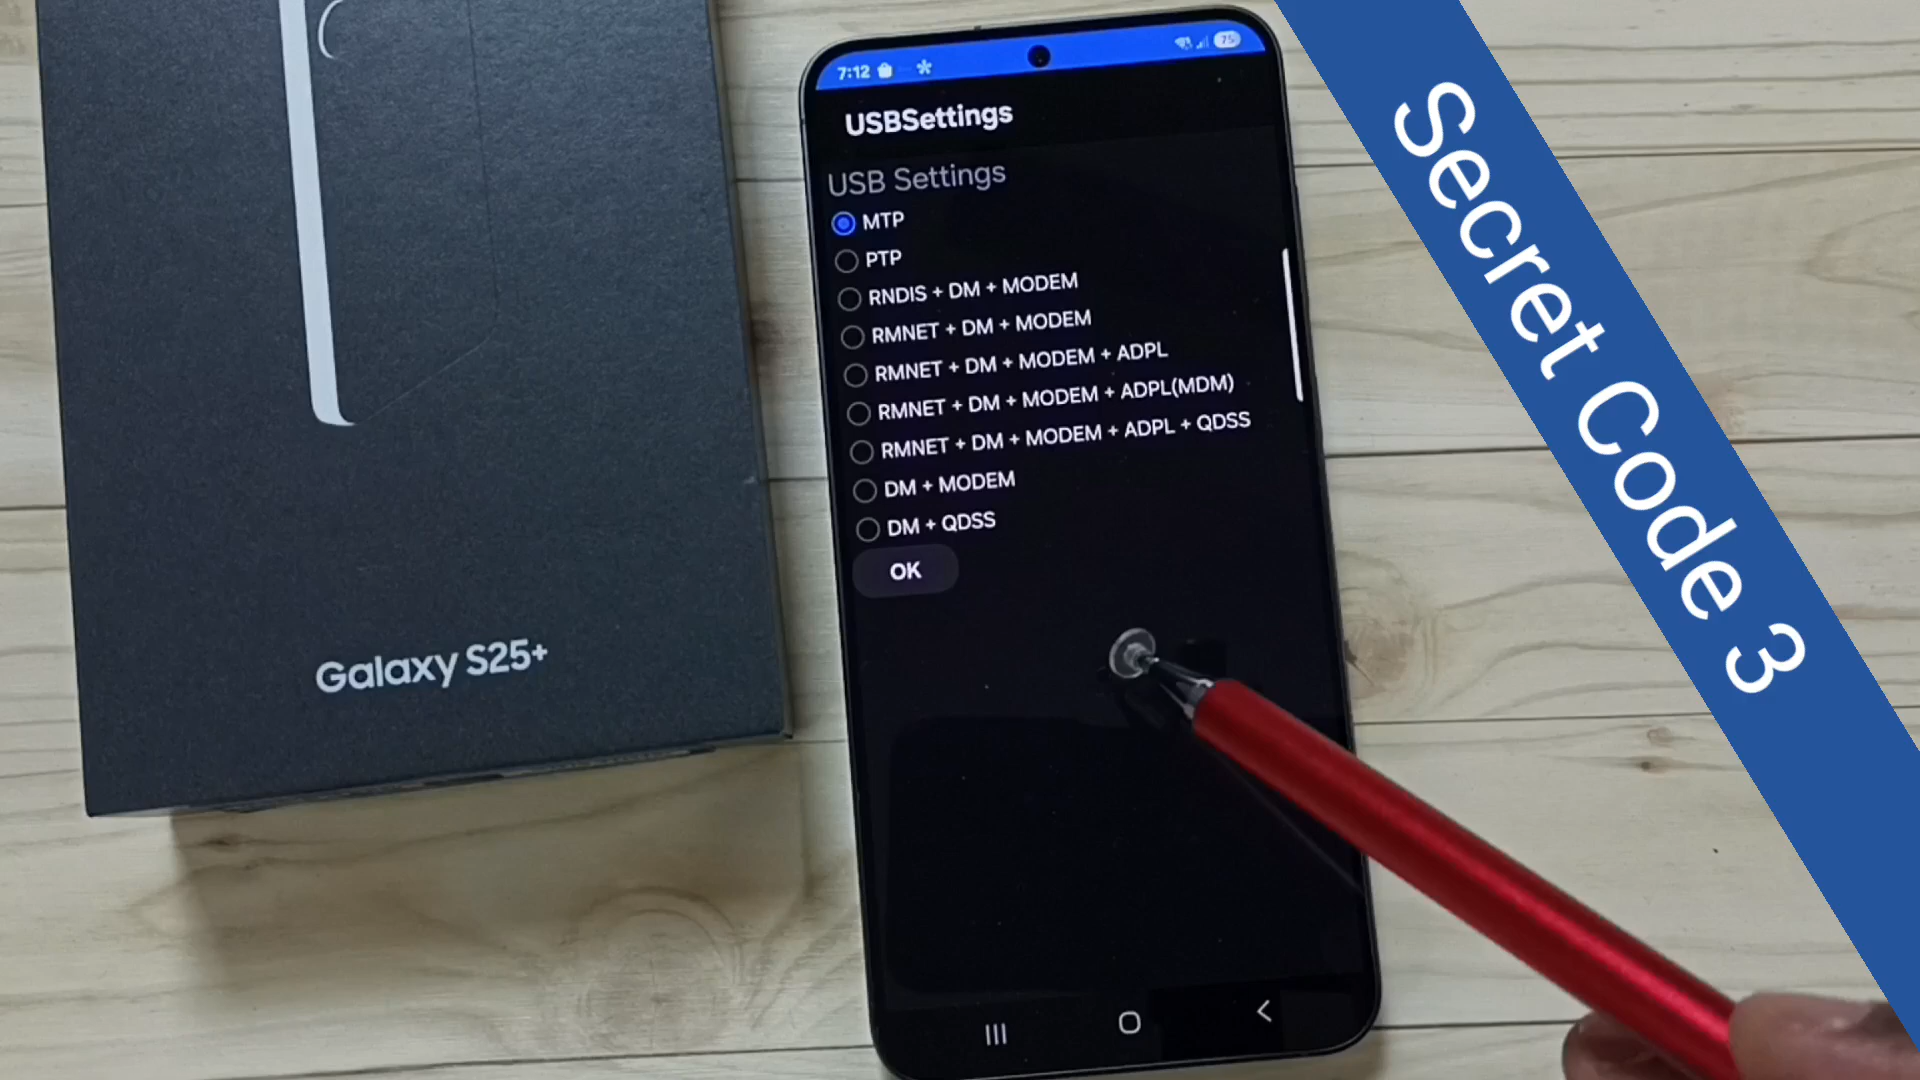 Galaxy S25+
7:12
75
USBSettings
USB Settings
MTP
PTP
RNDIS + DM + MODEM
RMNET + DM + MODEM
RMNET + DM + MODEM + ADPL
RMNET + DM + MODEM + ADPL(MDM)
RMNET + DM + MODEM + ADPL + QDSS
DM + MODEM
DM + QDSS
OK
Secret Code 3